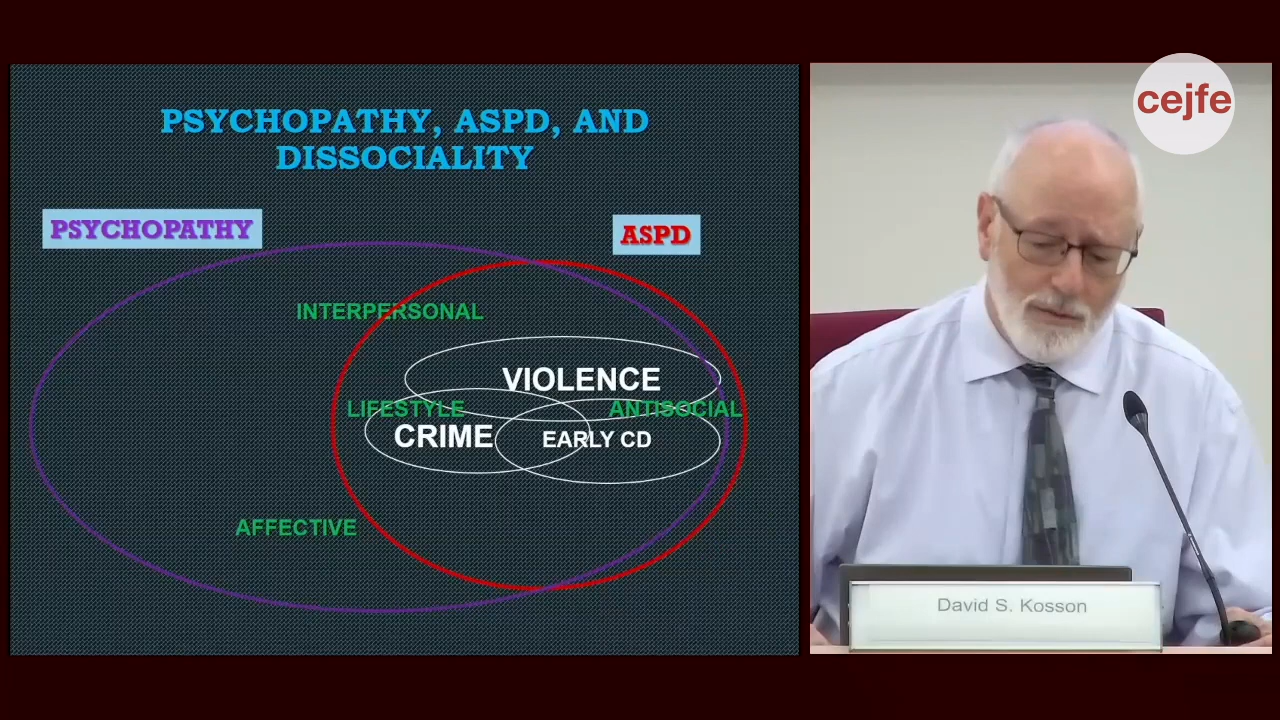 cejfe
PSYCHOPATHY, ASPD, AND
DISSOCIALITY
PSYCHOPATHY
ASPD
INTERPERSONAL
VIOLENCE
LIFESTYLE
ANTISOCIAL
CRIME
EARLY CD
AFFECTIVE
David S. Kosson